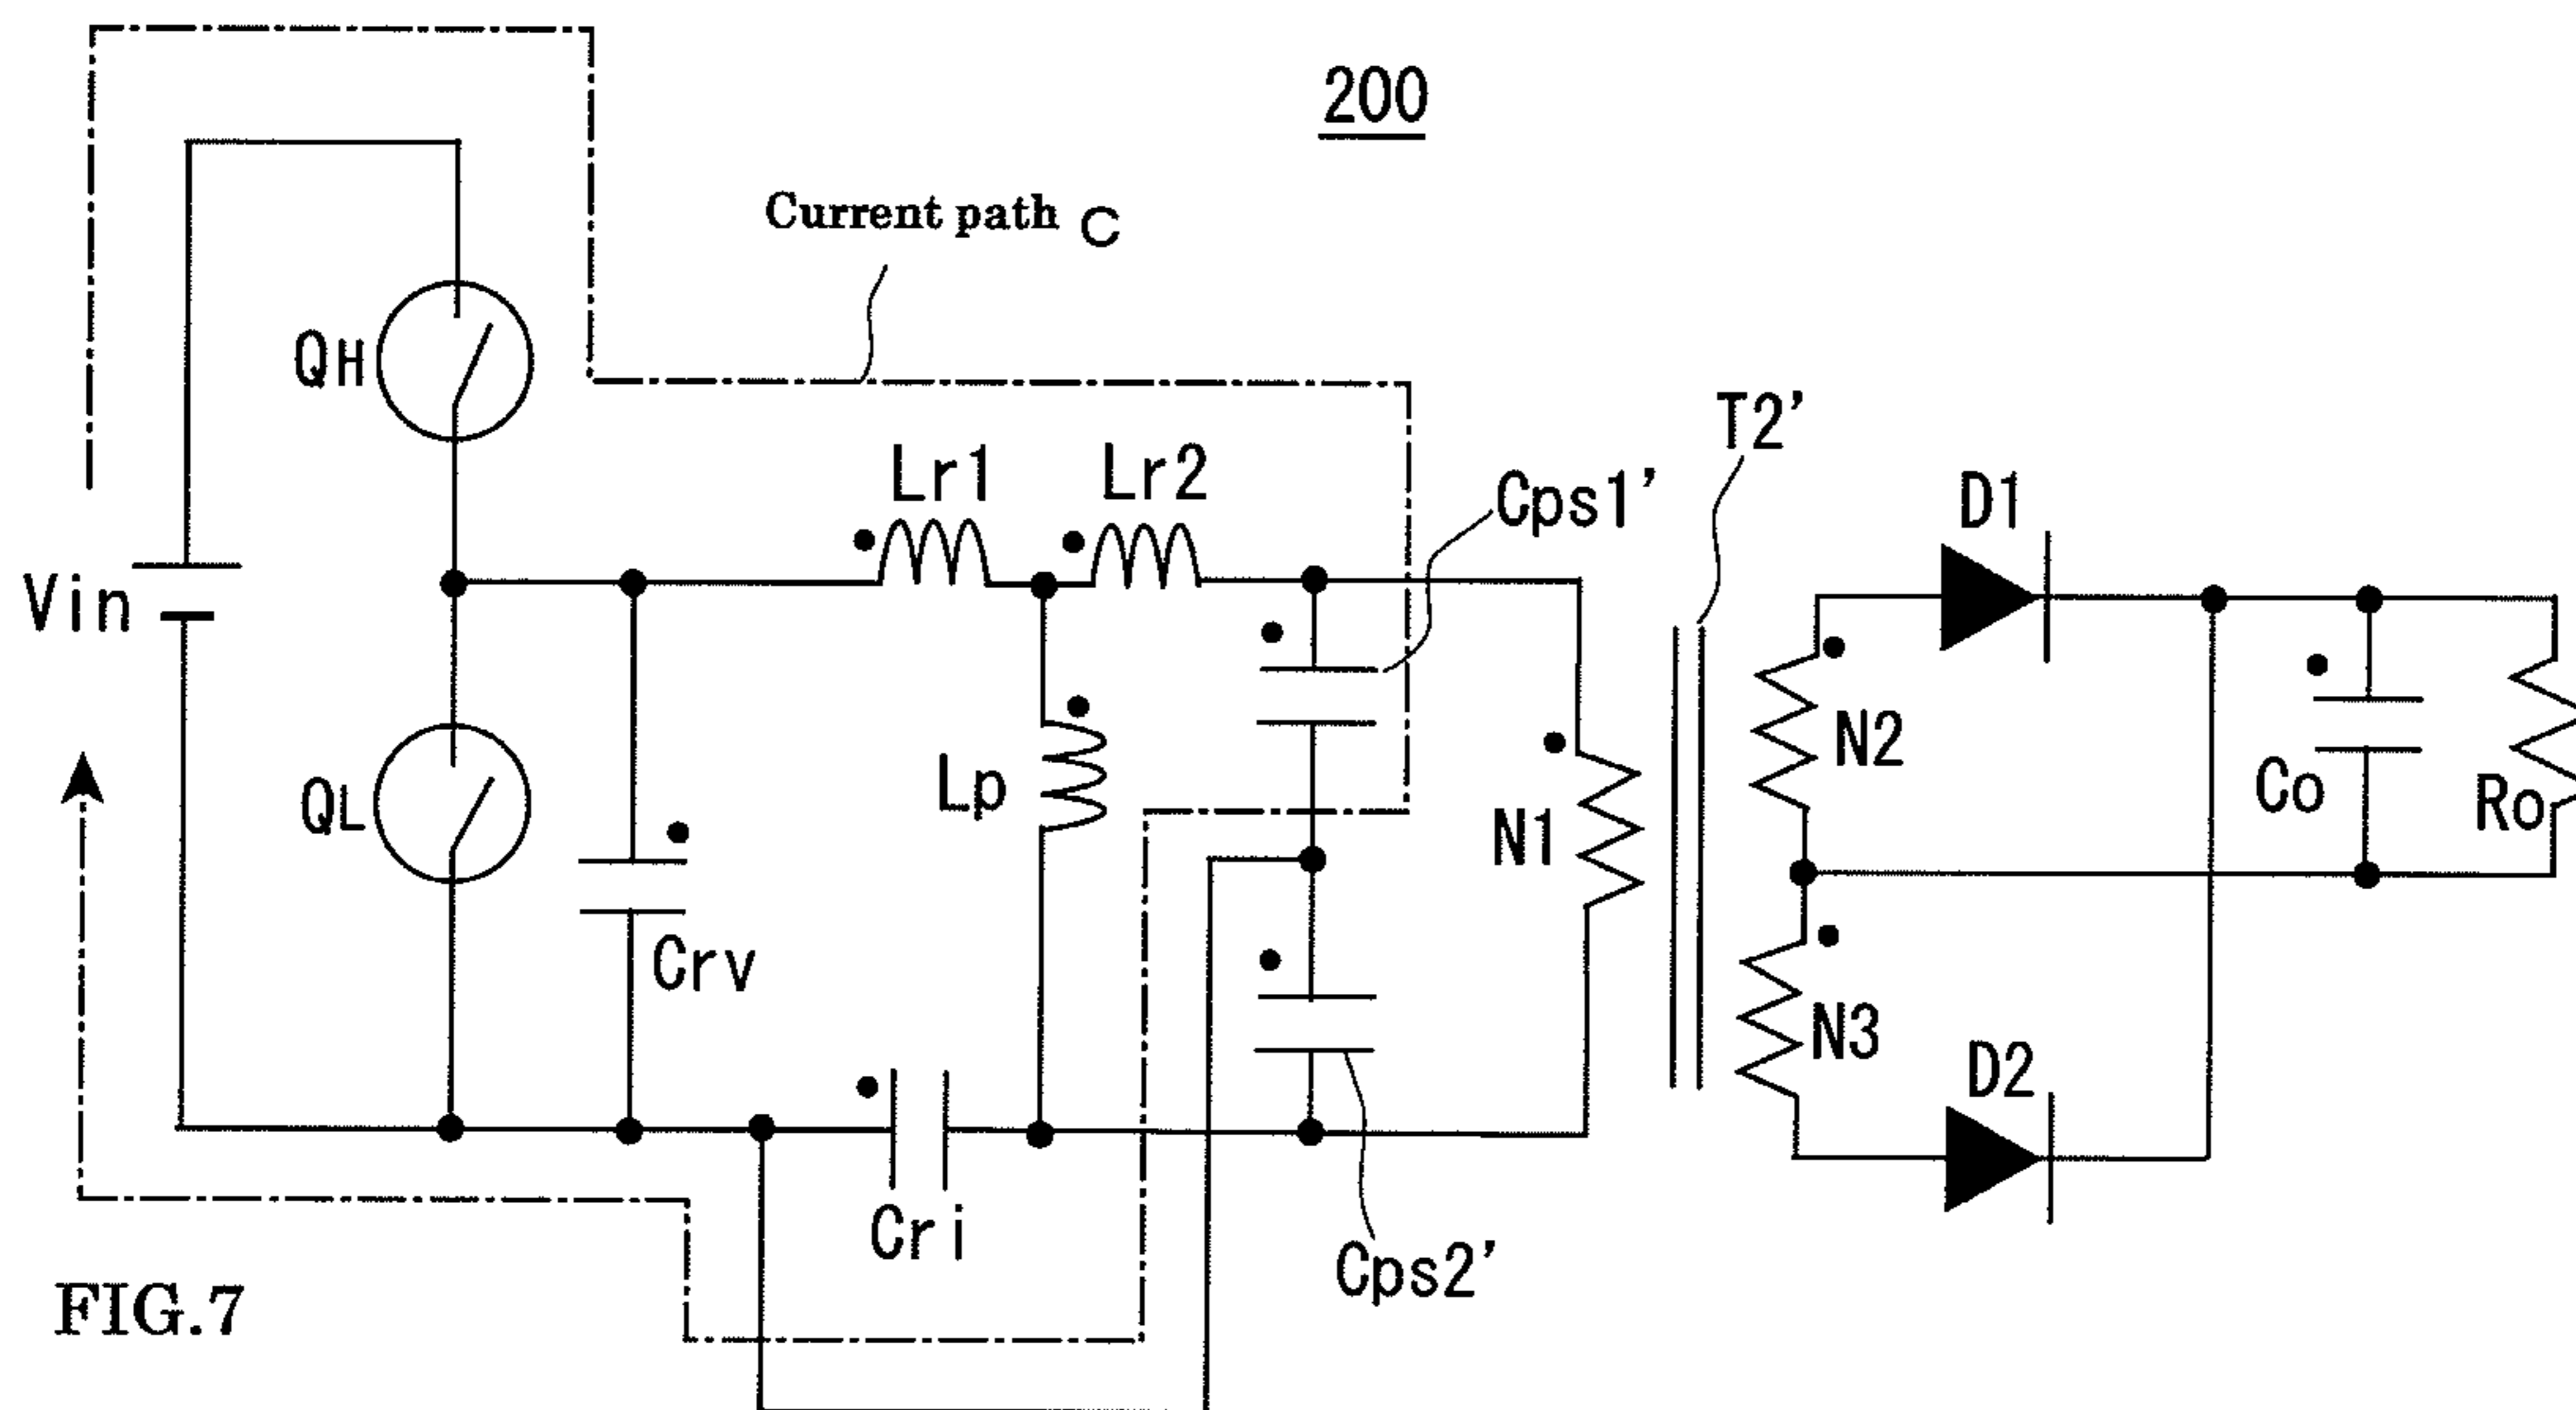 200
Current path C
QH
Lr1
Lr2
T2'
Cps1'
D1
Vin
QL
Lp
N1
N2
Co
Ro
Crv
N3
D2
Cri
Cps2'
FIG.7